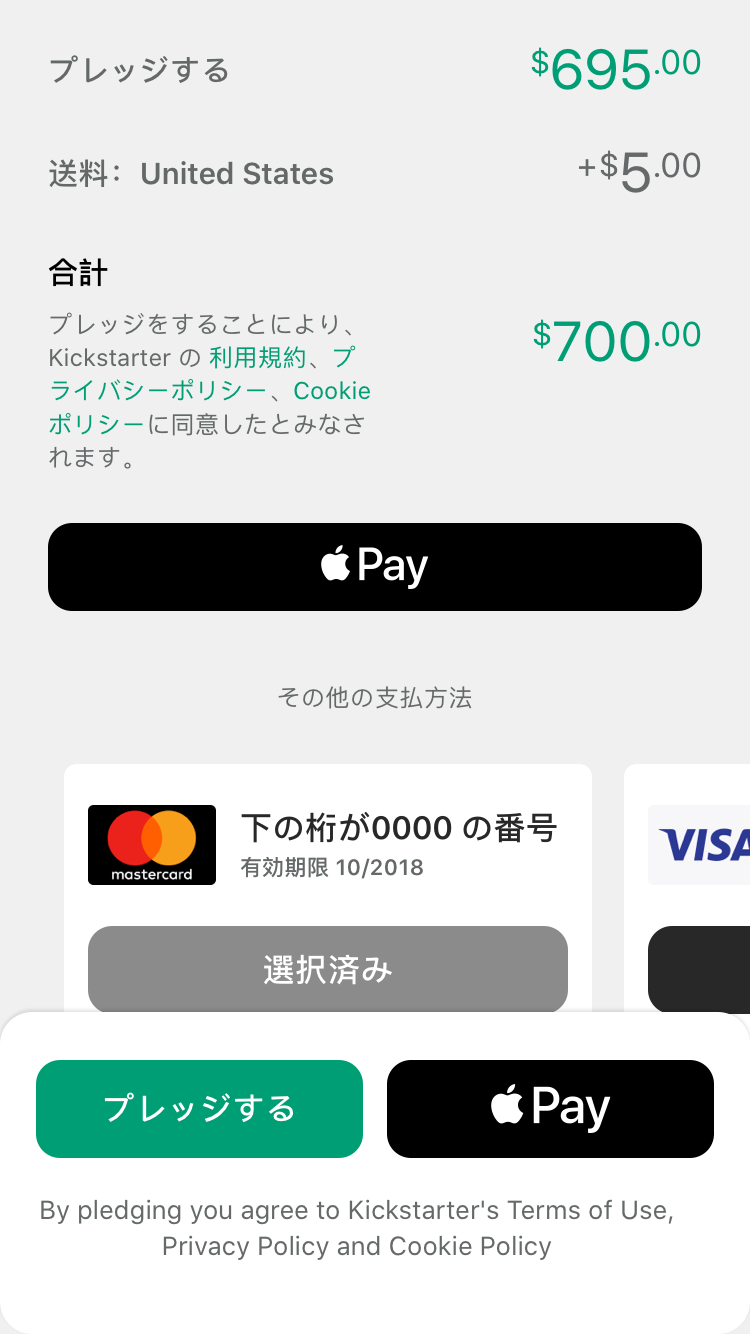 プレッジする $695.00
送料： United States +$5.00
合計
プレッジをすることにより、
Kickstarter の 利用規約、プ
ライバシーポリシー、Cookie
ポリシーに同意したとみなさ
れます。
$700.00
Pay
その他の支払方法
mastercard
下の桁が0000 の番号
有効期限 10/2018
選択済み
VISA
プレッジする
Pay
By pledging you agree to Kickstarter's Terms of Use,
Privacy Policy and Cookie Policy